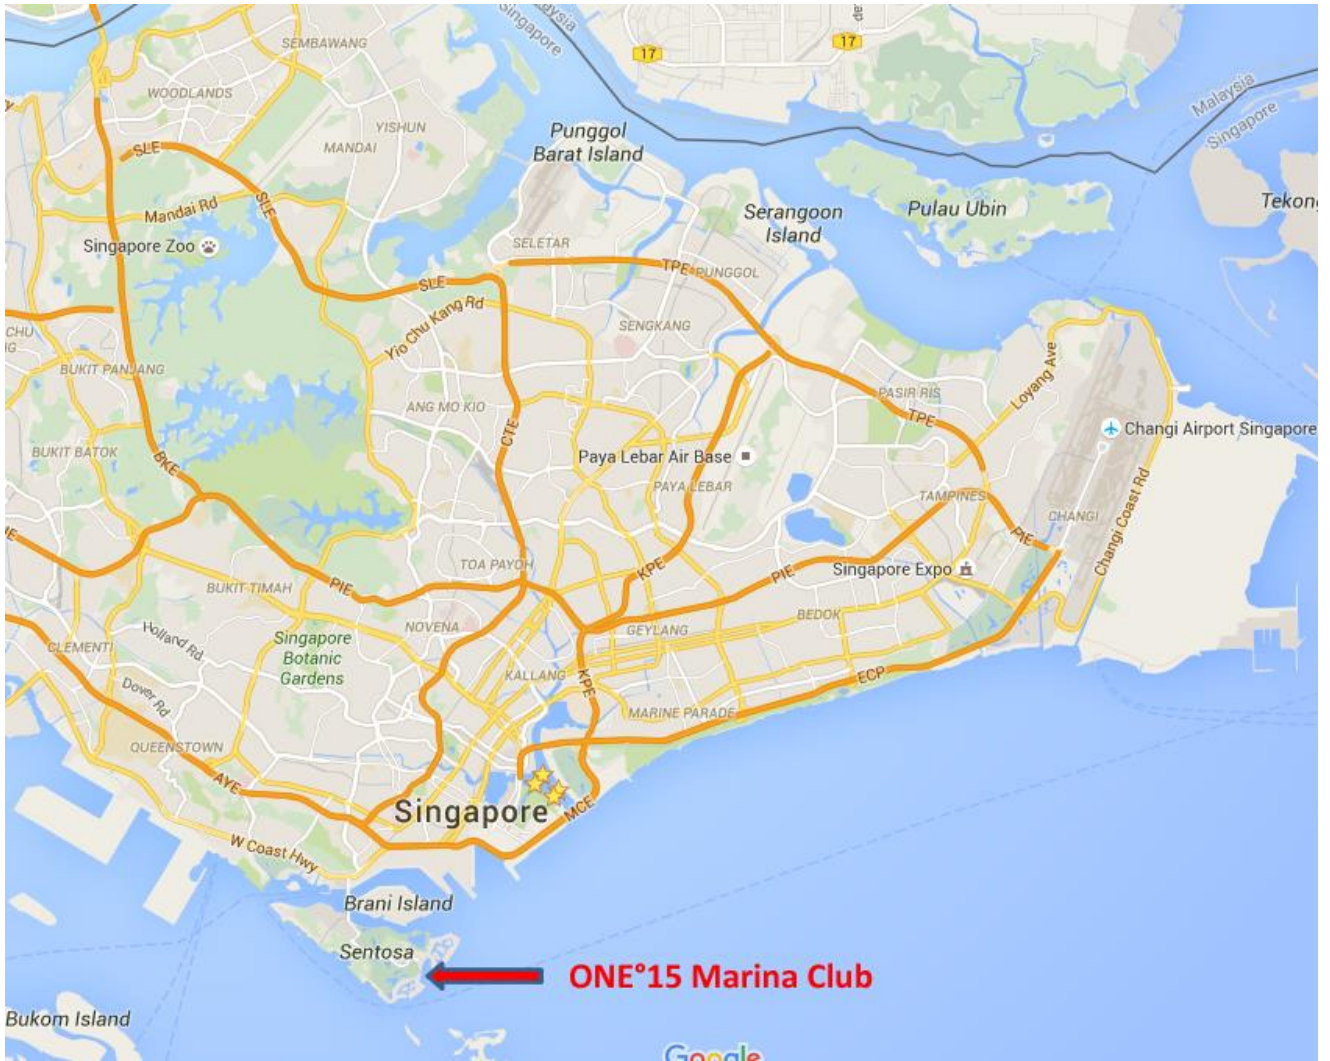 Malaysia
Singapore
SEMBAWANG
17
17
WOODLANDS
YISHUN
MANDAI
Malaysia
Singapore
Punggol
Barat Island
SLE
SLE
Mandai Rd
Singapore Zoo
Serangoon
Island
Pulau Ubin
Tekong
SELETAR
TPE
PUNGGOL
SLE
Yio Chu Kang Rd
SENGKANG
CHU
BUKIT PANJANG
Loyang Ave
PASIR RIS
TPE
ANG MO KIO
CTE
Changi Airport Singapore
BUKIT BATOK
BKE
Paya Lebar Air Base
PAYA LEBAR
TAMPINES
CHANGI
Changi Coast Rd
PIE
TOA PAYOH
KPE
PIE
Singapore Expo
BUKIT TIMAH
PIE
BEDOK
NOVENA
GEYLANG
Holland Rd
CLEMENTI
Singapore
Botanic
Gardens
KALLANG
KPE
ECP
Dover Rd
MARINE PARADE
QUEENSTOWN
AYE
Singapore
MCE
W Coast Hwy
Brani Island
Sentosa
ONE°15 Marina Club
Bukom Island
Google